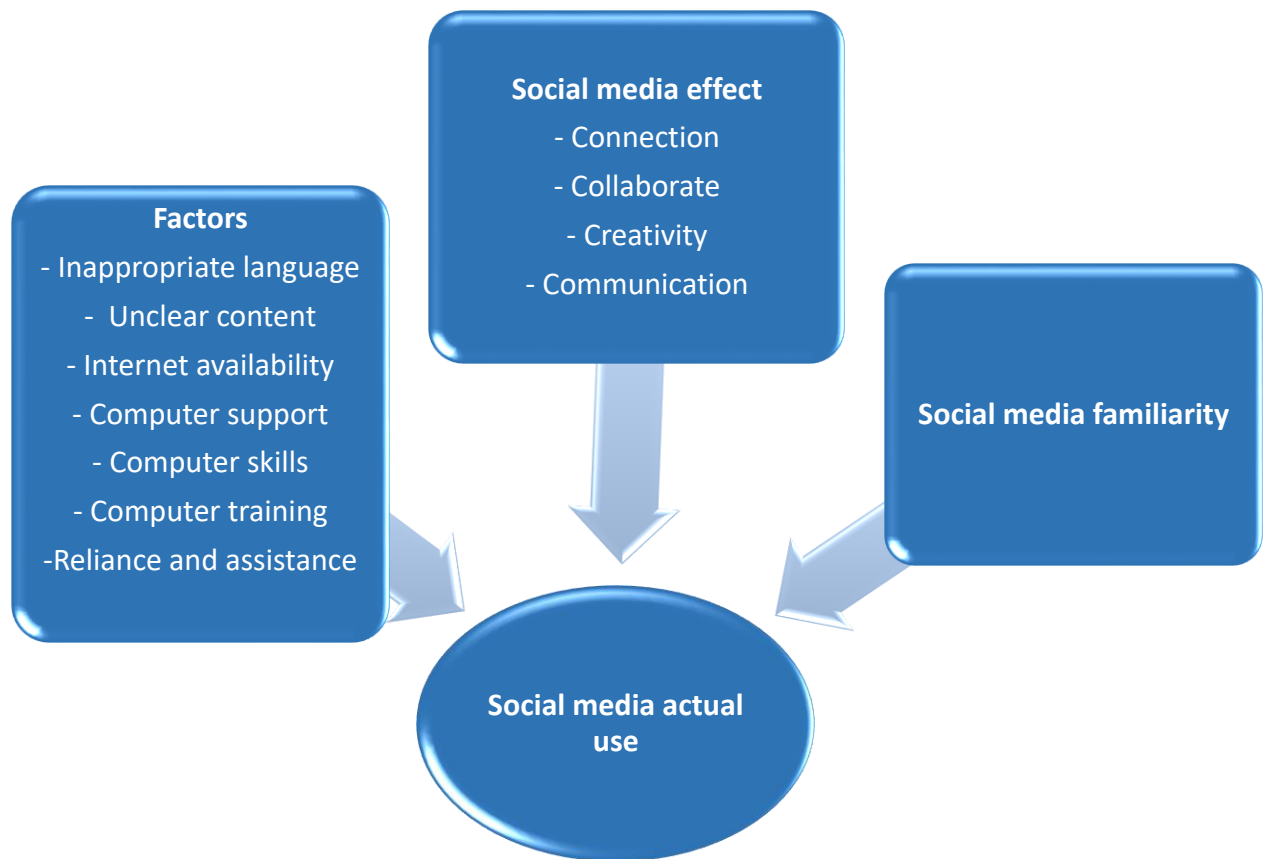 Factors
- Inappropriate language
- Unclear content
- Internet availability
- Computer support
- Computer skills
- Computer training
-Reliance and assistance
Social media effect
- Connection
- Collaborate
- Creativity
- Communication
Social media familiarity
Social media actual
use